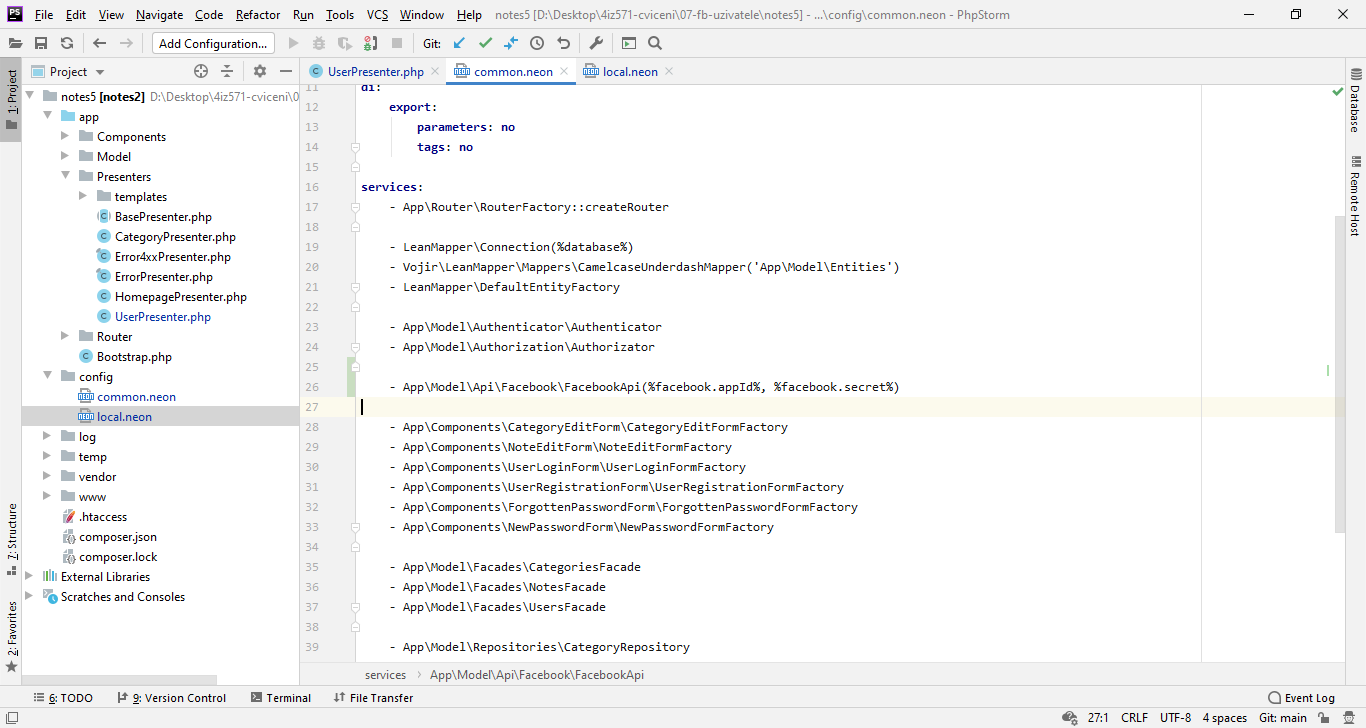 PS File Edit View Navigate Code Refactor Run Tools VCS Window Help notes5 [D:\Desktop\4iz571-cviceni\07-fb-uzivatele\notes5] - ...\config\common.neon - PhpStorm
Add Configuration... Git:
Project
UserPresenter.php common.neon local.neon
1: Project
7: Structure
2: Favorites
notes5 [notes2] D:\Desktop\4iz571-cviceni\0
app
Components
Model
Presenters
templates
BasePresenter.php
CategoryPresenter.php
Error4xxPresenter.php
ErrorPresenter.php
HomepagePresenter.php
UserPresenter.php
Router
Bootstrap.php
config
common.neon
local.neon
log
temp
vendor
www
.htaccess
composer.json
composer.lock
External Libraries
Scratches and Consoles
11 di:
12 export:
13 parameters: no
14 tags: no
15
16 services:
17 - App\Router\RouterFactory::createRouter
18
19 - LeanMapper\Connection(%database%)
20 - Vojir\LeanMapper\Mappers\CamelcaseUnderdashMapper('App\Model\Entities')
21 - LeanMapper\DefaultEntityFactory
22
23 - App\Model\Authenticator\Authenticator
24 - App\Model\Authorization\Authorizator
25
26 - App\Model\Api\Facebook\FacebookApi(%facebook.appId%, %facebook.secret%)
27
28 - App\Components\CategoryEditForm\CategoryEditFormFactory
29 - App\Components\NoteEditForm\NoteEditFormFactory
30 - App\Components\UserLoginForm\UserLoginFormFactory
31 - App\Components\UserRegistrationForm\UserRegistrationFormFactory
32 - App\Components\ForgottenPasswordForm\ForgottenPasswordFormFactory
33 - App\Components\NewPasswordForm\NewPasswordFormFactory
34
35 - App\Model\Facades\CategoriesFacade
36 - App\Model\Facades\NotesFacade
37 - App\Model\Facades\UsersFacade
38
39 - App\Model\Repositories\CategoryRepository
services › App\Model\Api\Facebook\FacebookApi
Database
Remote Host
6: TODO 9: Version Control Terminal File Transfer Event Log
27:1 CRLF UTF-8 4 spaces Git: main